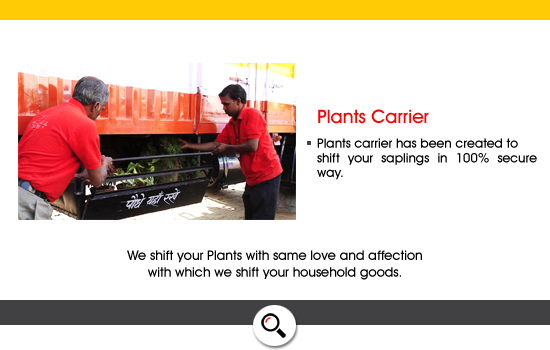 Plants Carrier
Plants carrier has been created to
shift your saplings in 100% secure
way.
पौधे यहाँ रखें
We shift your Plants with same love and affection
with which we shift your household goods.